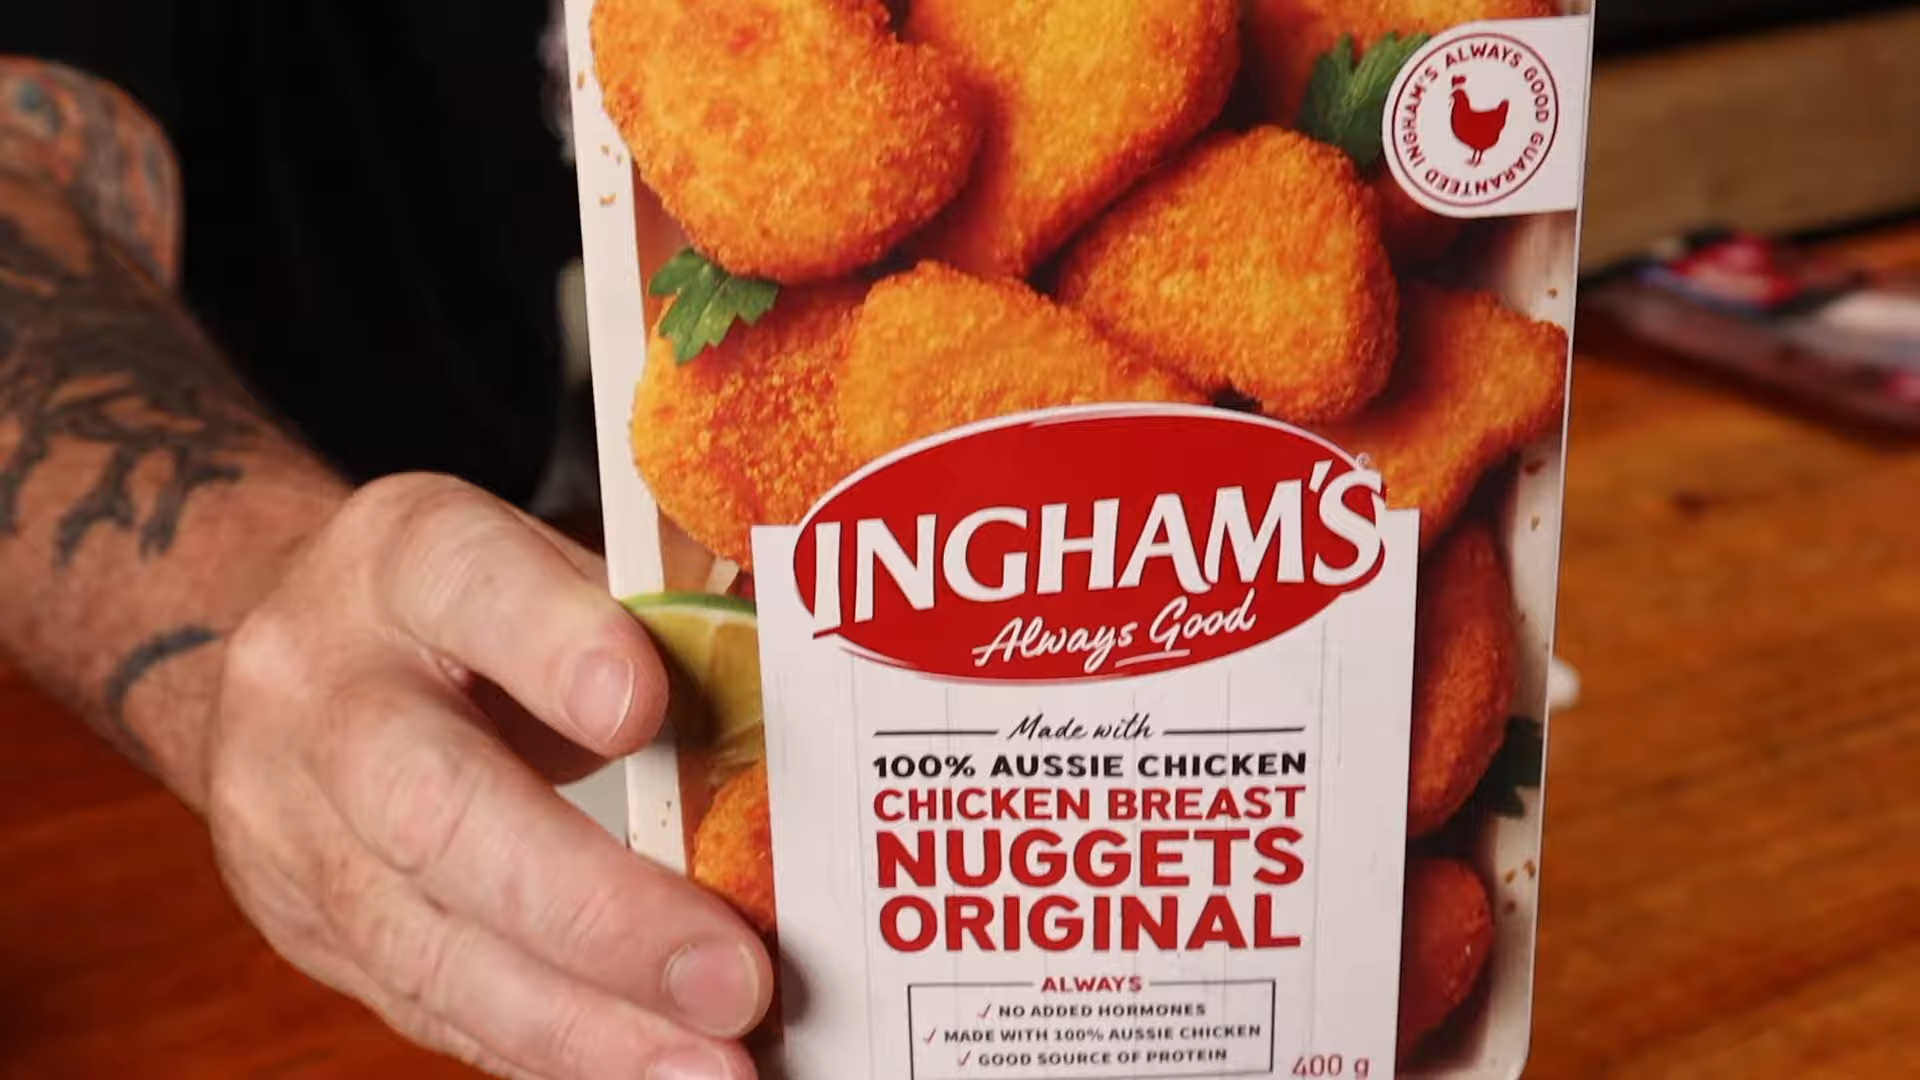 INGHAM'S ALWAYS GOOD GUARANTEED
INGHAM'S
®
Always Good
Made with
100% AUSSIE CHICKEN
CHICKEN BREAST
NUGGETS
ORIGINAL
ALWAYS
✓ NO ADDED HORMONES
✓ MADE WITH 100% AUSSIE CHICKEN
✓ GOOD SOURCE OF PROTEIN
400 g